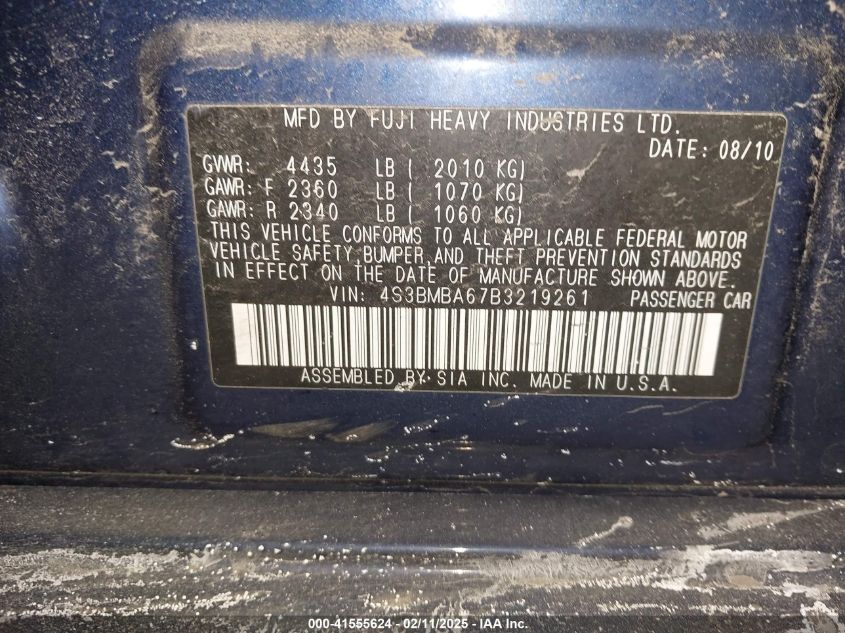 MFD BY FUJI HEAVY INDUSTRIES LTD.
DATE: 08/10
GVWR: 4435 LB ( 2010 KG)
GAWR: F 2360 LB ( 1070 KG)
GAWR: R 2340 LB ( 1060 KG)
THIS VEHICLE CONFORMS TO ALL APPLICABLE FEDERAL MOTOR
VEHICLE SAFETY, BUMPER, AND THEFT PREVENTION STANDARDS
IN EFFECT ON THE DATE OF MANUFACTURE SHOWN ABOVE.
VIN: 4S3BMBA67B3219261 PASSENGER CAR
ASSEMBLED BY SIA INC. MADE IN U.S.A.
000-41555624 - 02/11/2025 - IAA Inc.